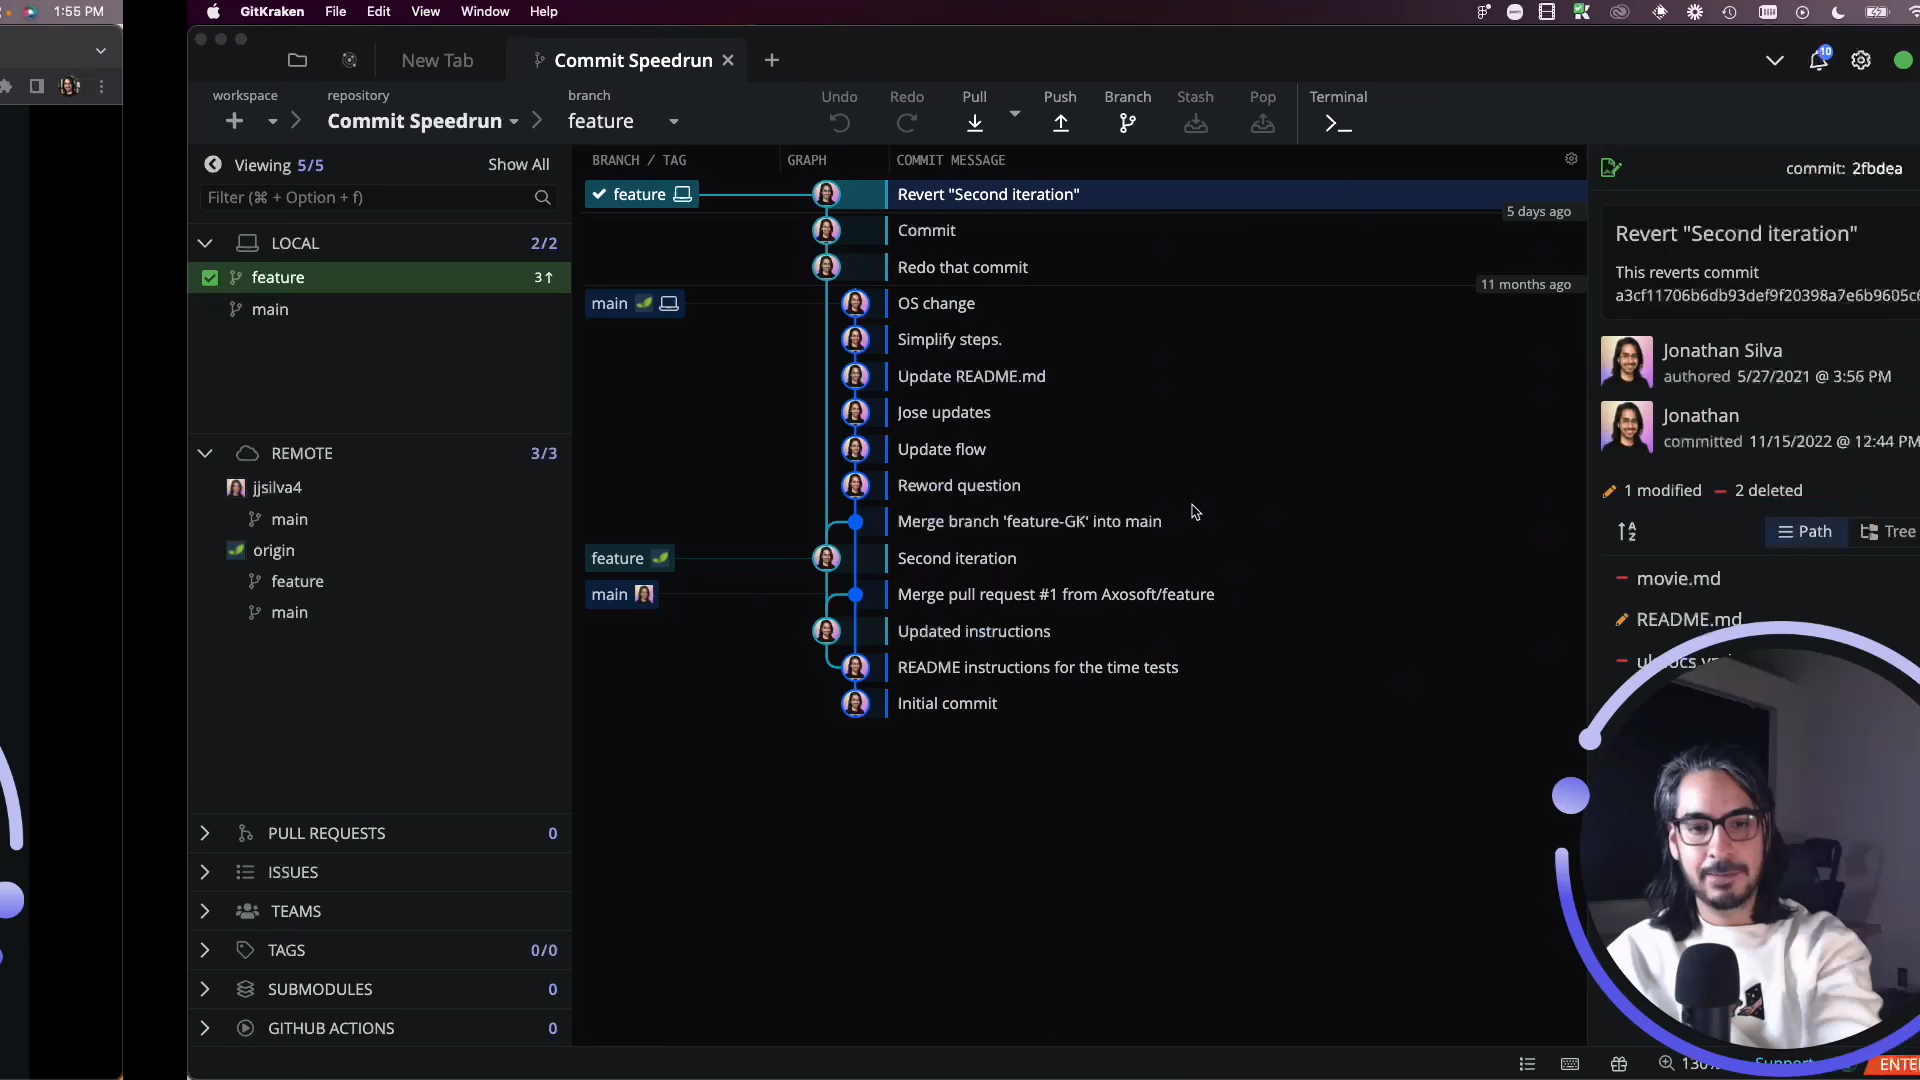 1:55 PM
GitKraken File Edit View Window Help
New Tab
Commit Speedrun
10
workspace
repository
Commit Speedrun
branch
feature
Undo
Redo
Pull
Push
Branch
Stash
Pop
Terminal
Viewing 5/5
Show All
Filter (⌘ + Option + f)
LOCAL 2/2
feature 3↑
main
REMOTE 3/3
jjsilva4
main
origin
feature
main
PULL REQUESTS 0
ISSUES
TEAMS
TAGS 0/0
SUBMODULES 0
GITHUB ACTIONS 0
BRANCH / TAG GRAPH COMMIT MESSAGE
feature Revert "Second iteration"
5 days ago
Commit
Redo that commit
11 months ago
main OS change
Simplify steps.
Update README.md
Jose updates
Update flow
Reword question
Merge branch 'feature-GK' into main
feature Second iteration
main Merge pull request #1 from Axosoft/feature
Updated instructions
README instructions for the time tests
Initial commit
commit: 2fbdea
Revert "Second iteration"
This reverts commit
a3cf11706b6db93def9f20398a7e6b9605c6
Jonathan Silva
authored 5/27/2021 @ 3:56 PM
Jonathan
committed 11/15/2022 @ 12:44 PM
1 modified 2 deleted
Path Tree
movie.md
README.md
Support